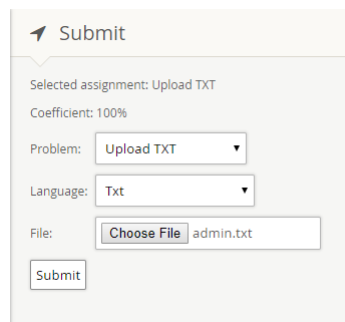 Submit
Selected assignment: Upload TXT
Coefficient: 100%
Problem: Upload TXT
Language: Txt
File: Choose File admin.txt
Submit